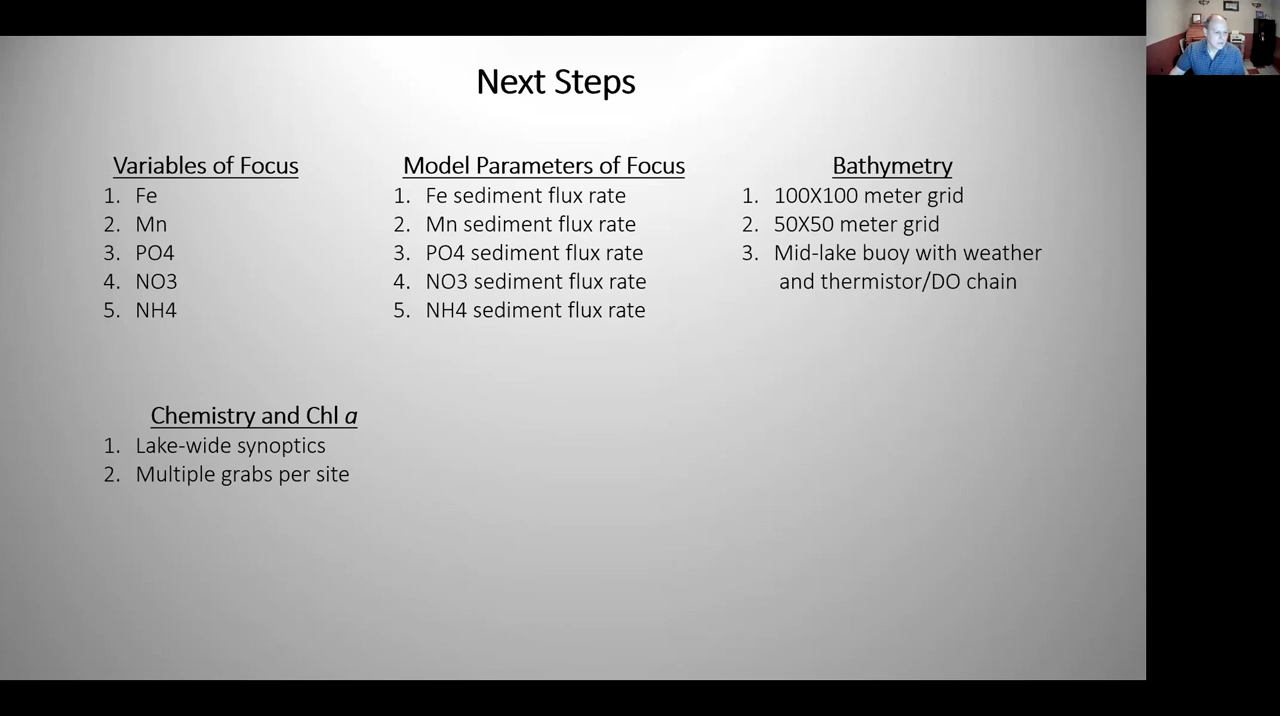 Next Steps
Variables of Focus
1. Fe
2. Mn
3. PO4
4. NO3
5. NH4
Model Parameters of Focus
1. Fe sediment flux rate
2. Mn sediment flux rate
3. PO4 sediment flux rate
4. NO3 sediment flux rate
5. NH4 sediment flux rate
Bathymetry
1. 100X100 meter grid
2. 50X50 meter grid
3. Mid-lake buoy with weather
and thermistor/DO chain
Chemistry and Chl a
1. Lake-wide synoptics
2. Multiple grabs per site